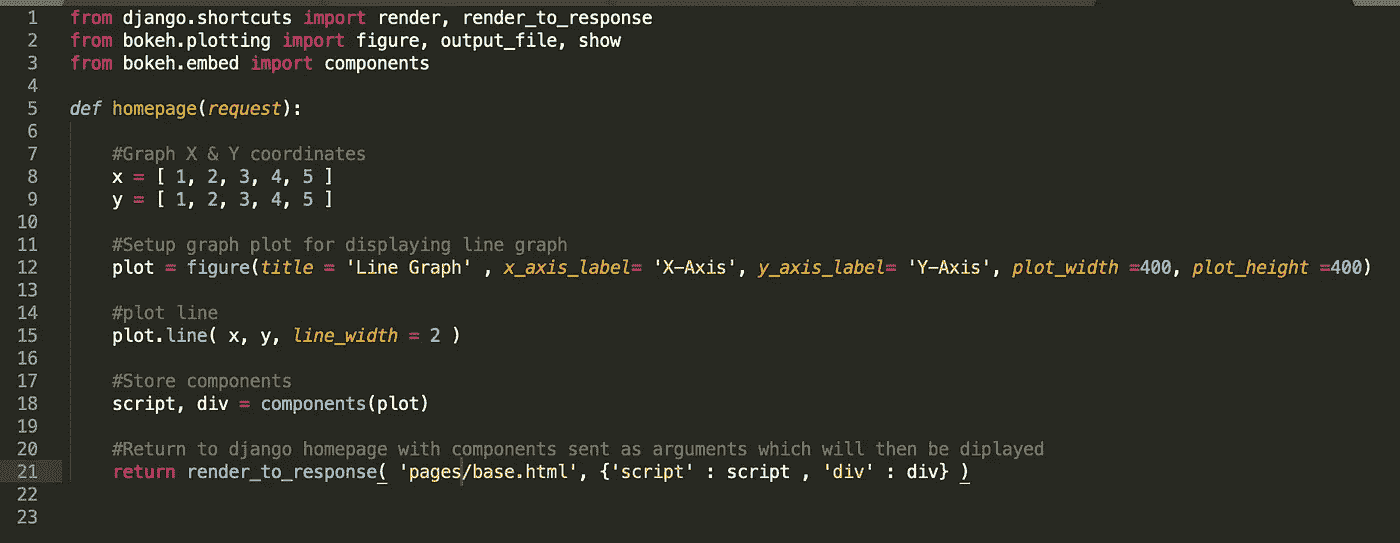 1 from django.shortcuts import render, render_to_response
2 from bokeh.plotting import figure, output_file, show
3 from bokeh.embed import components
4
5 def homepage(request):
6
7 #Graph X & Y coordinates
8 x = [ 1, 2, 3, 4, 5 ]
9 y = [ 1, 2, 3, 4, 5 ]
10
11 #Setup graph plot for displaying line graph
12 plot = figure(title = 'Line Graph' , x_axis_label= 'X-Axis', y_axis_label= 'Y-Axis', plot_width =400, plot_height =400)
13
14 #plot line
15 plot.line( x, y, line_width = 2 )
16
17 #Store components
18 script, div = components(plot)
19
20 #Return to django homepage with components sent as arguments which will then be diplayed
21 return render_to_response( 'pages/base.html', {'script' : script , 'div' : div} )
22
23